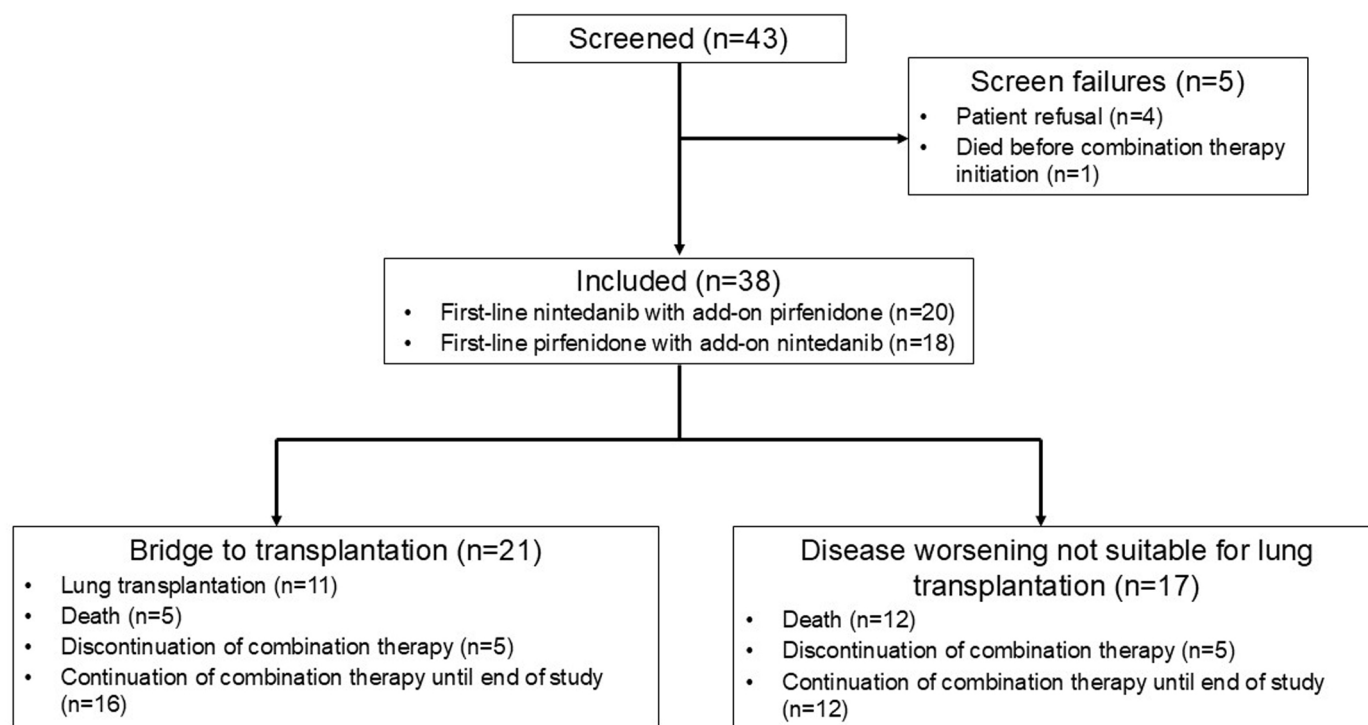 Screened (n=43)
Screen failures (n=5)
• Patient refusal (n=4)
• Died before combination therapy
initiation (n=1)
Included (n=38)
• First-line nintedanib with add-on pirfenidone (n=20)
• First-line pirfenidone with add-on nintedanib (n=18)
Bridge to transplantation (n=21)
• Lung transplantation (n=11)
• Death (n=5)
• Discontinuation of combination therapy (n=5)
• Continuation of combination therapy until end of study
(n=16)
Disease worsening not suitable for lung
transplantation (n=17)
• Death (n=12)
• Discontinuation of combination therapy (n=5)
• Continuation of combination therapy until end of study
(n=12)